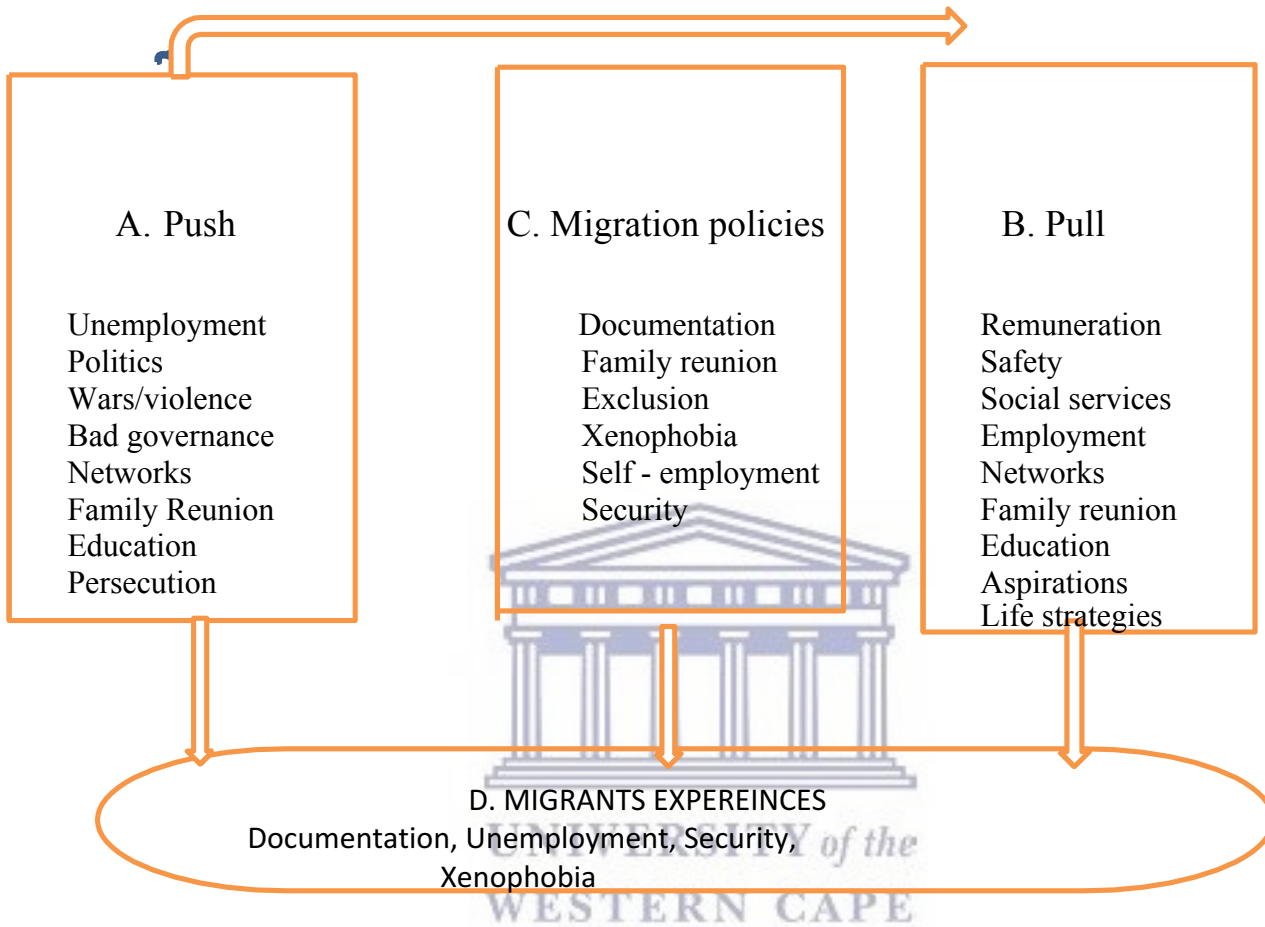 A. Push
Unemployment
Politics
Wars/violence
Bad governance
Networks
Family Reunion
Education
Persecution
C. Migration policies
Documentation
Family reunion
Exclusion
Xenophobia
Self - employment
Security
B. Pull
Remuneration
Safety
Social services
Employment
Networks
Family reunion
Education
Aspirations
Life strategies
D. MIGRANTS EXPEREINCES
Documentation, Unemployment, Security,
Xenophobia
UNIVERSITY of the
WESTERN CAPE